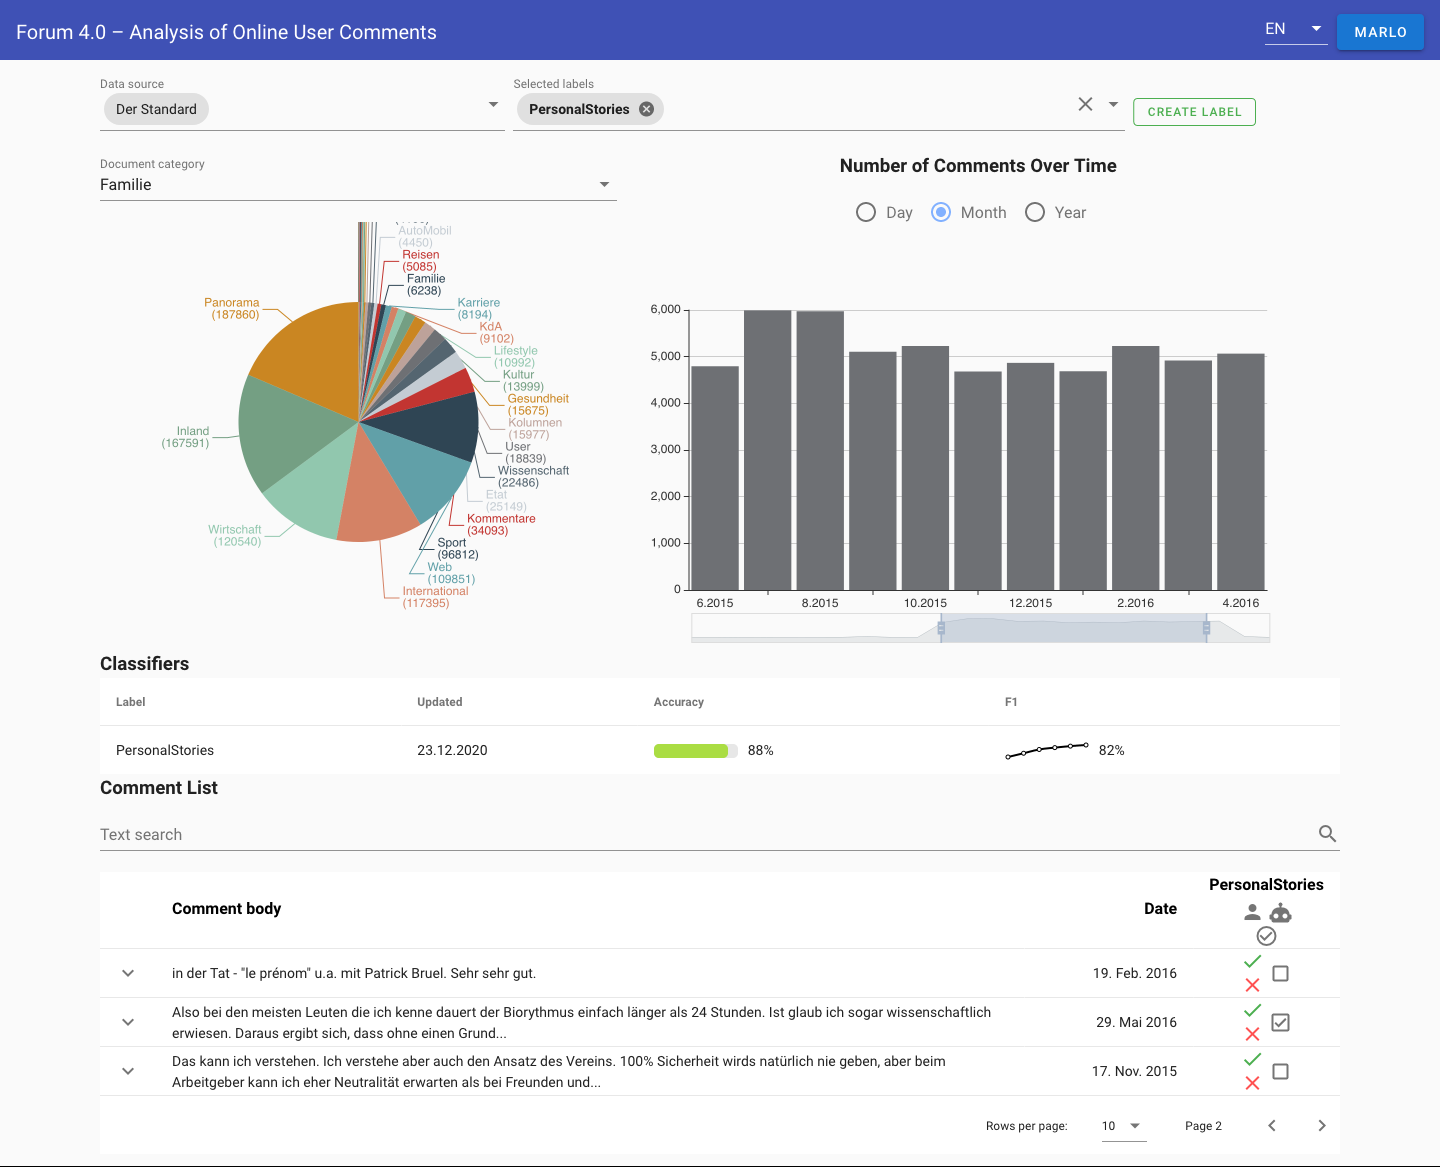 Forum 4.0 – Analysis of Online User Comments
EN
MARLO
Data source
Der Standard
Selected labels
PersonalStories
CREATE LABEL
Document category
Familie
AutoMobil
(4450)
Reisen
(5085)
Familie
(6238)
Karriere
(8194)
KdA
(9102)
Lifestyle
(10992)
Kultur
(13999)
Gesundheit
(15675)
Kolumnen
(15977)
User
(18839)
Wissenschaft
(22486)
Etat
(25149)
Kommentare
(34093)
Sport
(96812)
Web
(109851)
International
(117395)
Wirtschaft
(120540)
Inland
(167591)
Panorama
(187860)
Number of Comments Over Time
Day Month Year
6,000
5,000
4,000
3,000
2,000
1,000
0
6.2015 8.2015 10.2015 12.2015 2.2016 4.2016
Classifiers
Label Updated Accuracy F1
PersonalStories 23.12.2020 88% 82%
Comment List
Text search
PersonalStories
Comment body Date
in der Tat - "le prénom" u.a. mit Patrick Bruel. Sehr sehr gut. 19. Feb. 2016
Also bei den meisten Leuten die ich kenne dauert der Biorythmus einfach länger als 24 Stunden. Ist glaub ich sogar wissenschaftlich
erwiesen. Daraus ergibt sich, dass ohne einen Grund...
29. Mai 2016
Das kann ich verstehen. Ich verstehe aber auch den Ansatz des Vereins. 100% Sicherheit wirds natürlich nie geben, aber beim
Arbeitgeber kann ich eher Neutralität erwarten als bei Freunden und...
17. Nov. 2015
Rows per page: 10 Page 2